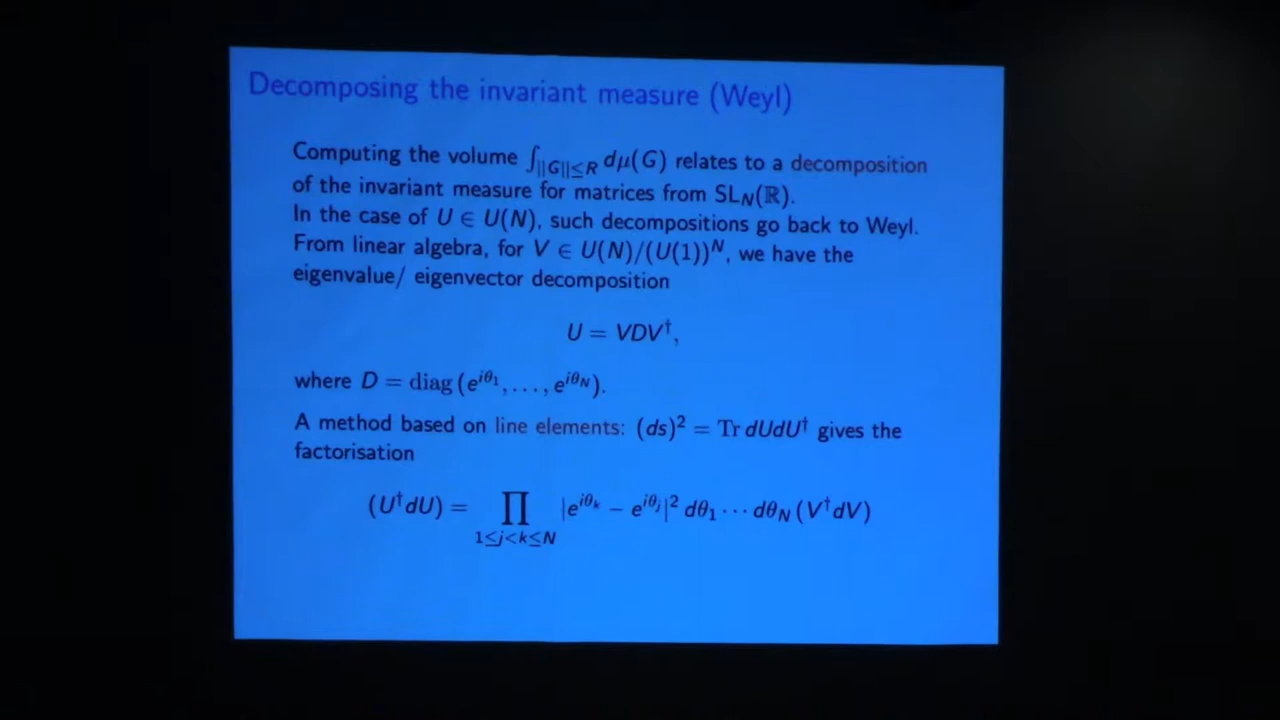 Decomposing the invariant measure (Weyl)
Computing the volume ∫_{||G||≤R} dμ(G) relates to a decomposition
of the invariant measure for matrices from SL_N(ℝ).
In the case of U ∈ U(N), such decompositions go back to Weyl.
From linear algebra, for V ∈ U(N)/(U(1))^N, we have the
eigenvalue/ eigenvector decomposition
U = VDV†,
where D = diag (e^{iθ_1}, . . . , e^{iθ_N}).
A method based on line elements: (ds)² = Tr dUdU† gives the
factorisation
(U†dU) = ∏_{1≤j<k≤N} |e^{iθ_k} − e^{iθ_j}|² dθ_1 ··· dθ_N (V†dV)